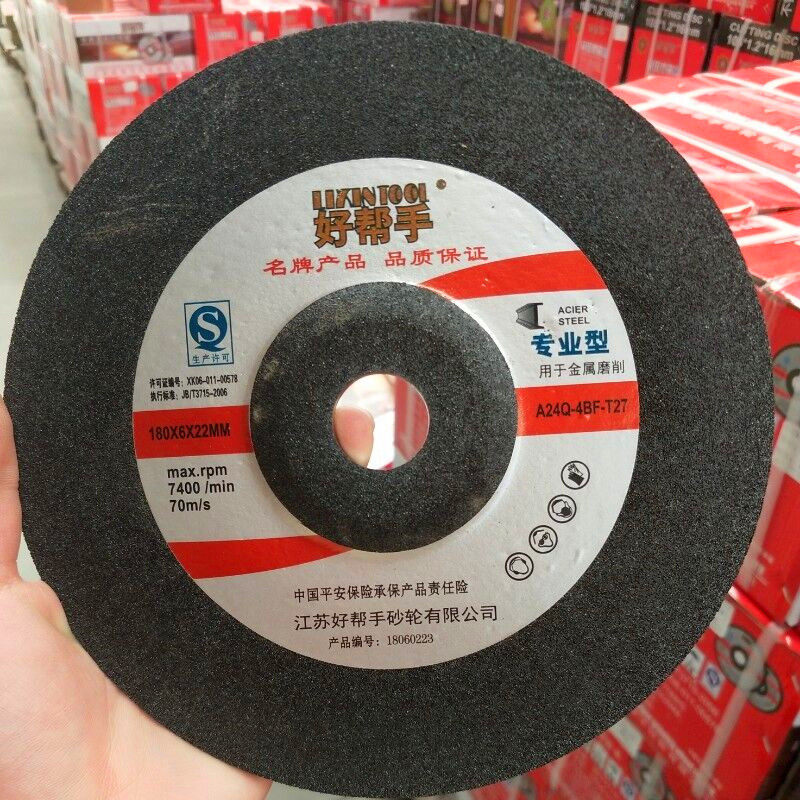 LIXINTOOL
好帮手
名牌产品 品质保证
生产许可
许可证编号：XK06-011-00578
执行标准：JB/T3715-2006
180X6X22MM
max.rpm
7400 /min
70m/s
ACIER
STEEL
专业型
用于金属磨削
A24Q-4BF-T27
中国平安保险承保产品责任险
江苏好帮手砂轮有限公司
产品编号：18060223
CUTTING DISC